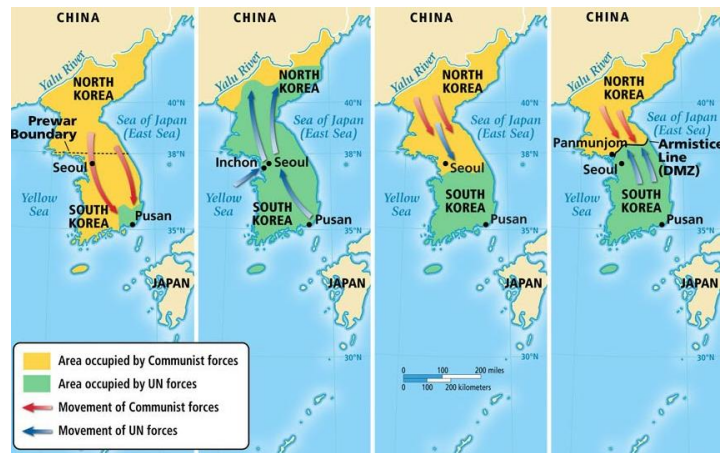 CHINA
Yalu River
NORTH
KOREA
40°N
Sea of Japan
(East Sea)
Prewar
Boundary
38°N
Seoul
Yellow
Sea
SOUTH
KOREA
Pusan
35°N
JAPAN
CHINA
Yalu River
NORTH
KOREA
40°N
Sea of Japan
(East Sea)
Inchon
Seoul
38°N
Yellow
Sea
SOUTH
KOREA
Pusan
35°N
JAPAN
30°N
CHINA
Yalu River
NORTH
KOREA
40°N
Sea of Japan
(East Sea)
38°N
Seoul
Yellow
Sea
SOUTH
KOREA
Pusan
35°N
JAPAN
30°N
0 100 200 miles
0 100 200 kilometers
CHINA
Yalu River
NORTH
KOREA
40°N
Sea of Japan
(East Sea)
Panmunjom
Armistice
Line
(DMZ)
38°N
Seoul
Yellow
Sea
SOUTH
KOREA
Pusan
35°N
JAPAN
30°N
Area occupied by Communist forces
Area occupied by UN forces
Movement of Communist forces
Movement of UN forces